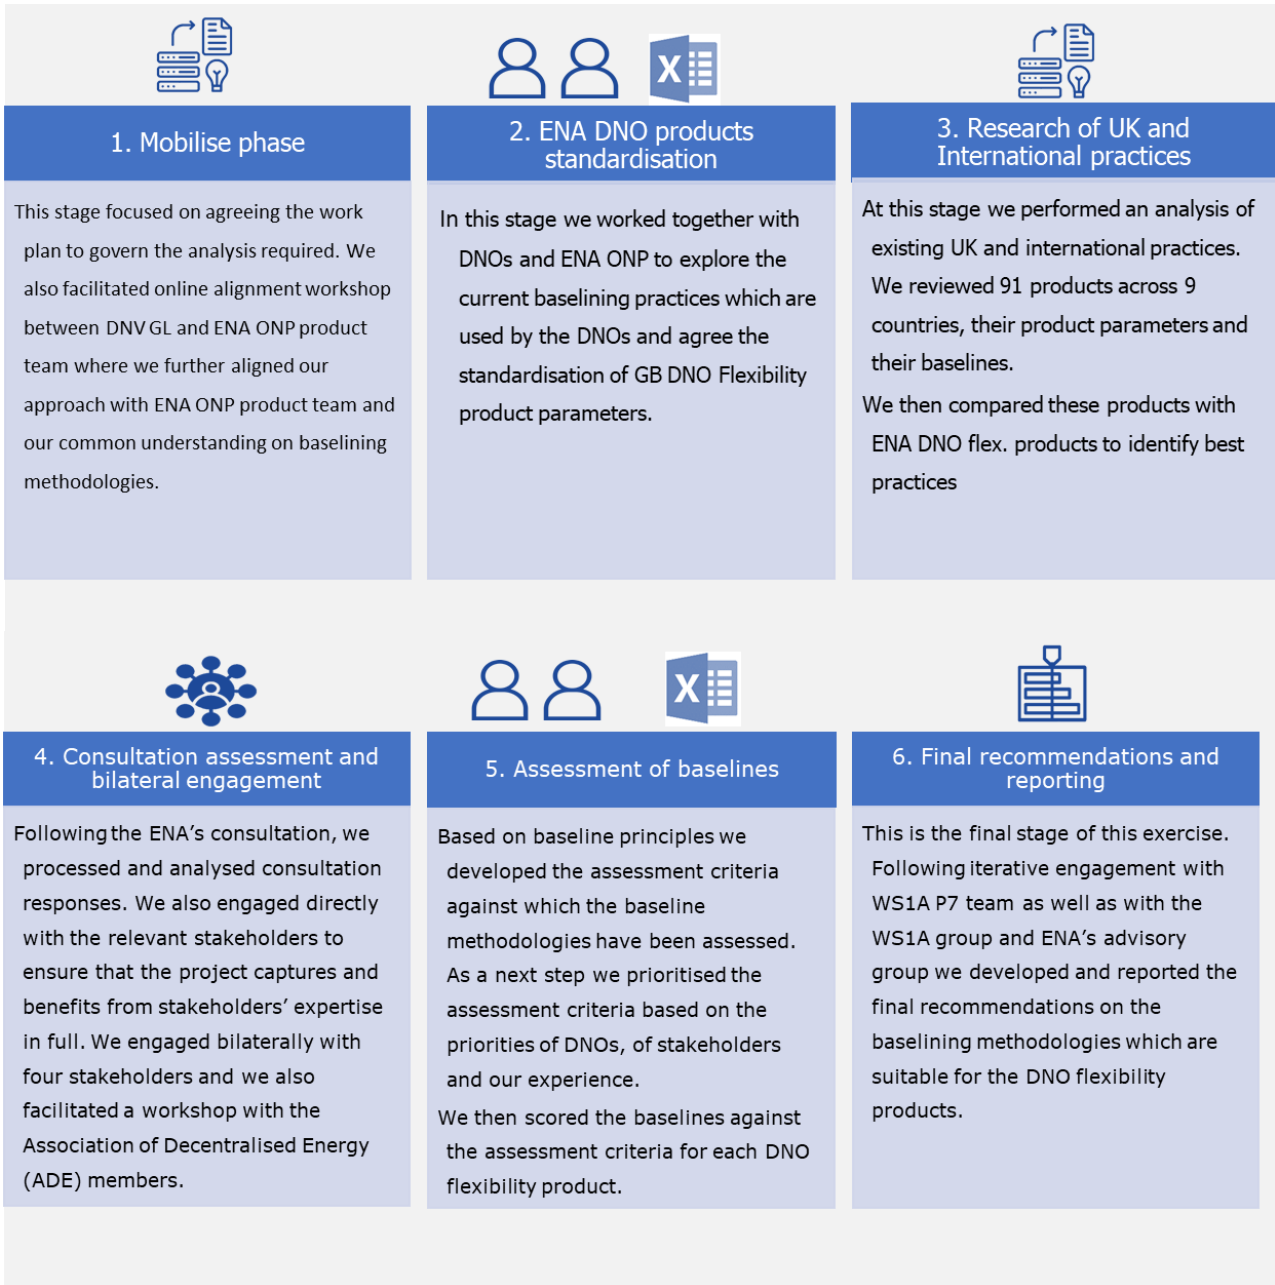 1. Mobilise phase
This stage focused on agreeing the work
plan to govern the analysis required. We
also facilitated online alignment workshop
between DNV GL and ENA ONP product
team where we further aligned our
approach with ENA ONP product team and
our common understanding on baselining
methodologies.
X
2. ENA DNO products
standardisation
In this stage we worked together with
DNOs and ENA ONP to explore the
current baselining practices which are
used by the DNOs and agree the
standardisation of GB DNO Flexibility
product parameters.
3. Research of UK and
International practices
At this stage we performed an analysis of
existing UK and international practices.
We reviewed 91 products across 9
countries, their product parameters and
their baselines.
We then compared these products with
ENA DNO flex. products to identify best
practices
4. Consultation assessment and
bilateral engagement
Following the ENA’s consultation, we
processed and analysed consultation
responses. We also engaged directly
with the relevant stakeholders to
ensure that the project captures and
benefits from stakeholders’ expertise
in full. We engaged bilaterally with
four stakeholders and we also
facilitated a workshop with the
Association of Decentralised Energy
(ADE) members.
X
5. Assessment of baselines
Based on baseline principles we
developed the assessment criteria
against which the baseline
methodologies have been assessed.
As a next step we prioritised the
assessment criteria based on the
priorities of DNOs, of stakeholders
and our experience.
We then scored the baselines against
the assessment criteria for each DNO
flexibility product.
6. Final recommendations and
reporting
This is the final stage of this exercise.
Following iterative engagement with
WS1A P7 team as well as with the
WS1A group and ENA’s advisory
group we developed and reported the
final recommendations on the
baselining methodologies which are
suitable for the DNO flexibility
products.